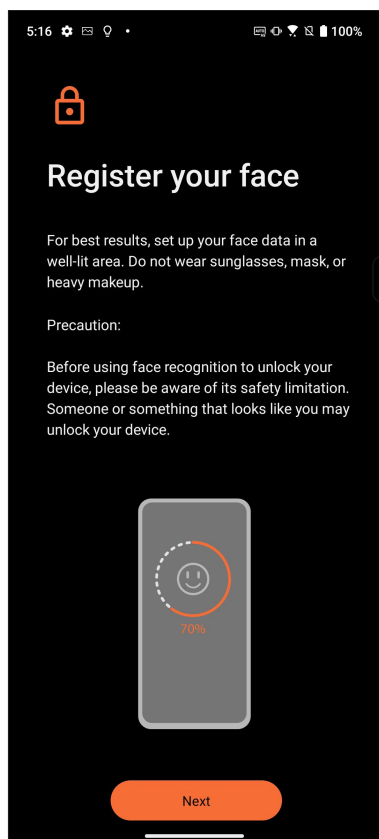 5:16
100%
Register your face
For best results, set up your face data in a
well-lit area. Do not wear sunglasses, mask, or
heavy makeup.
Precaution:
Before using face recognition to unlock your
device, please be aware of its safety limitation.
Someone or something that looks like you may
unlock your device.
70%
Next